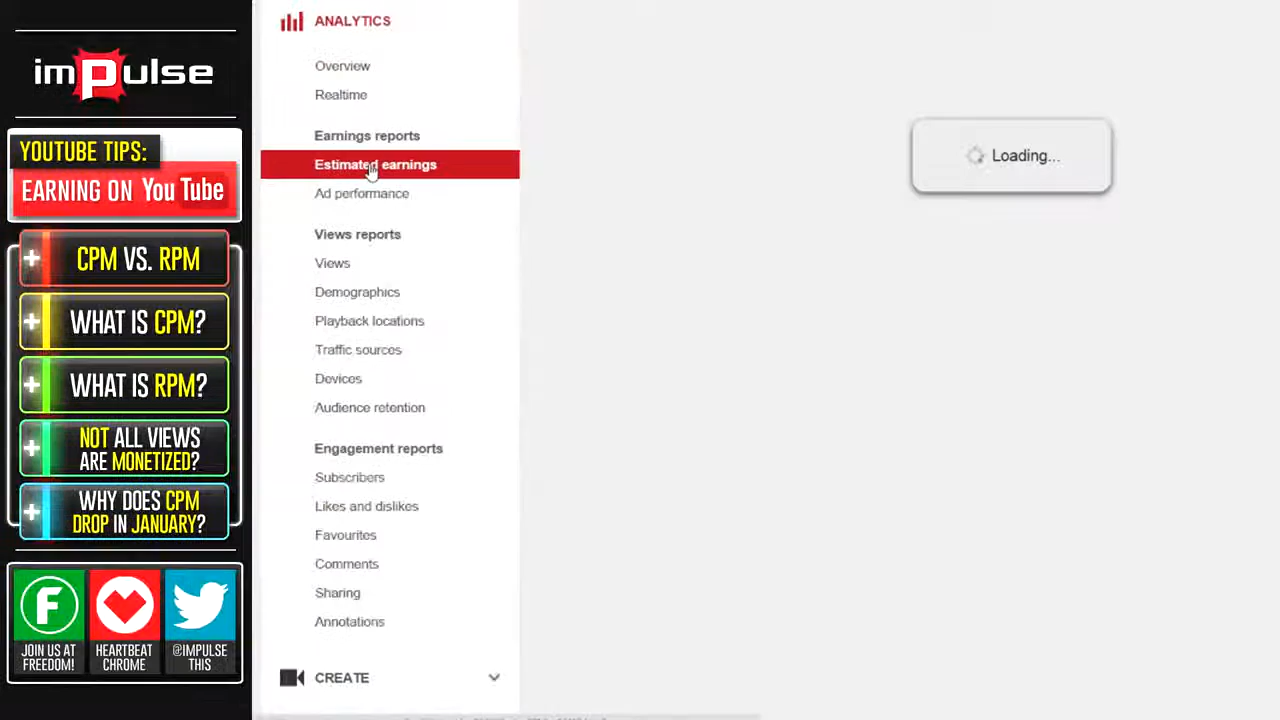 imPulse
YOUTUBE TIPS:
EARNING ON YouTube
CPM VS. RPM
WHAT IS CPM?
WHAT IS RPM?
NOT ALL VIEWS
ARE MONETIZED?
WHY DOES CPM
DROP IN JANUARY?
F
JOIN US AT
FREEDOM!
HEARTBEAT
CHROME
@IMPULSE
THIS
ANALYTICS
Overview
Realtime
Earnings reports
Estimated earnings
Ad performance
Views reports
Views
Demographics
Playback locations
Traffic sources
Devices
Audience retention
Engagement reports
Subscribers
Likes and dislikes
Favourites
Comments
Sharing
Annotations
CREATE
Loading...